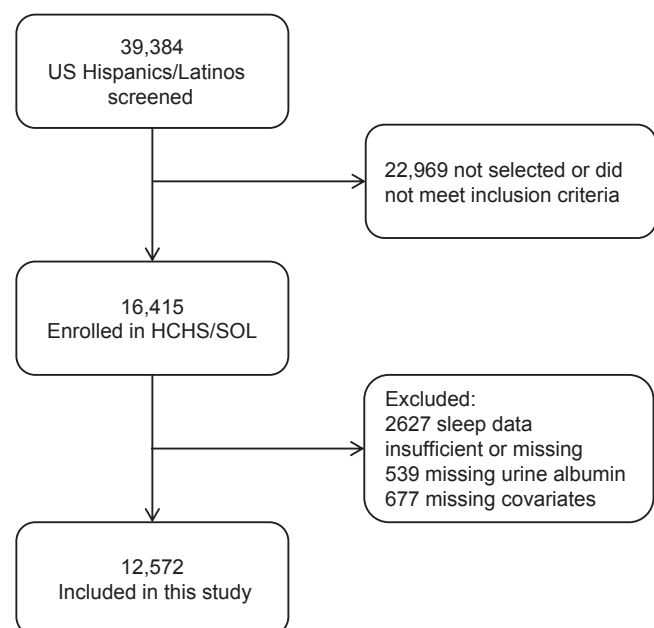 39,384
US Hispanics/Latinos
screened
22,969 not selected or did
not meet inclusion criteria
16,415
Enrolled in HCHS/SOL
Excluded:
2627 sleep data
insufficient or missing
539 missing urine albumin
677 missing covariates
12,572
Included in this study